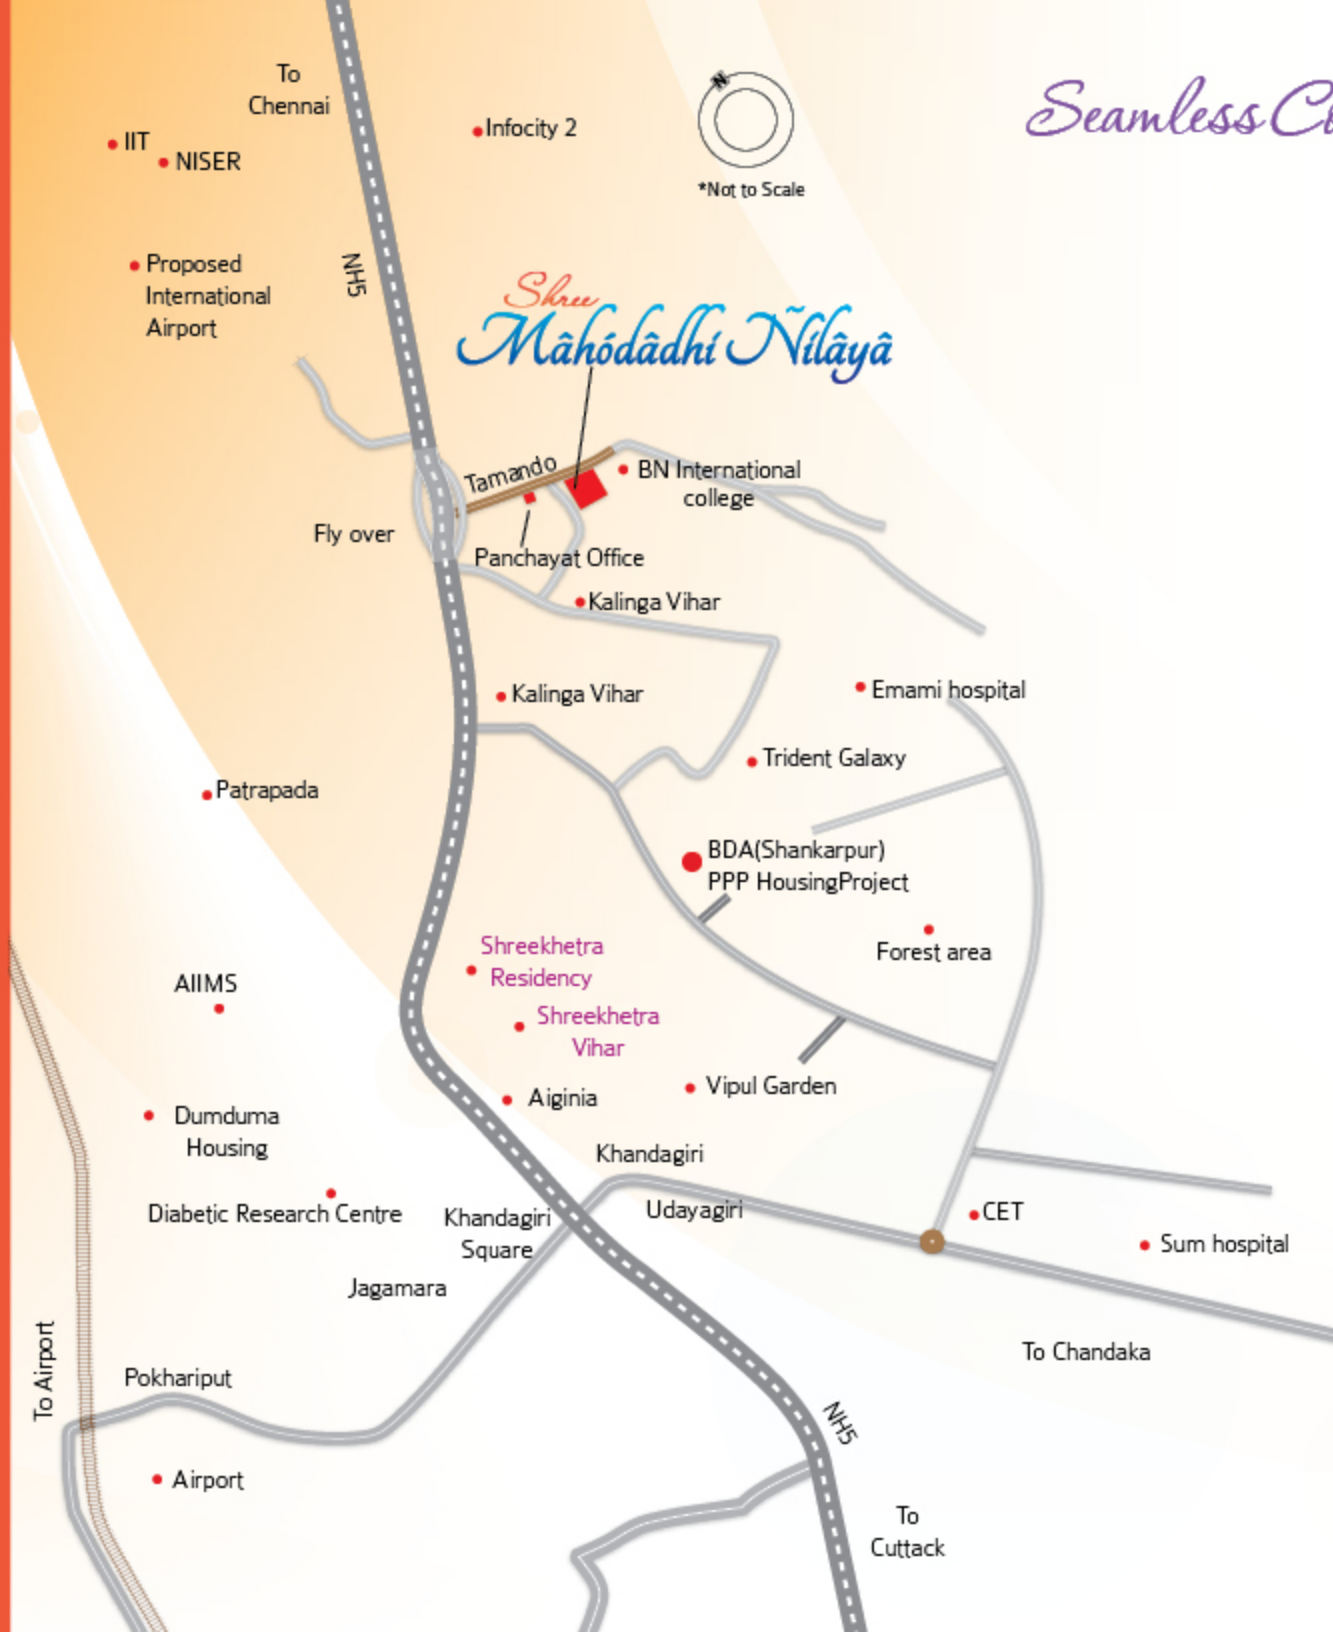 To
Chennai
IIT
NISER
Infocity 2
N
*Not to Scale
Seamless
Proposed
International
Airport
NH5
Shree
Mâhódâdhí Ñílâyâ
Tamando
BN International
college
Fly over
Panchayat Office
Kalinga Vihar
Kalinga Vihar
Emami hospital
Trident Galaxy
Patrapada
BDA(Shankarpur)
PPP HousingProject
Forest area
Shreekhetra
Residency
AIIMS
Shreekhetra
Vihar
Aiginia
Vipul Garden
Dumduma
Housing
Khandagiri
Diabetic Research Centre
Khandagiri
Square
Udayagiri
CET
Sum hospital
Jagamara
To Chandaka
To Airport
Pokhariput
NH5
Airport
To
Cuttack